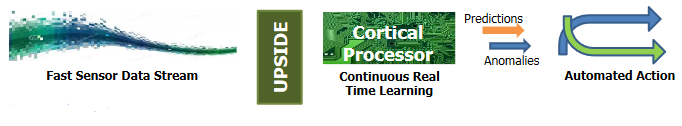 Fast Sensor Data Stream
UPSIDE
Cortical
Processor
Continuous Real
Time Learning
Predictions
Anomalies
Automated Action